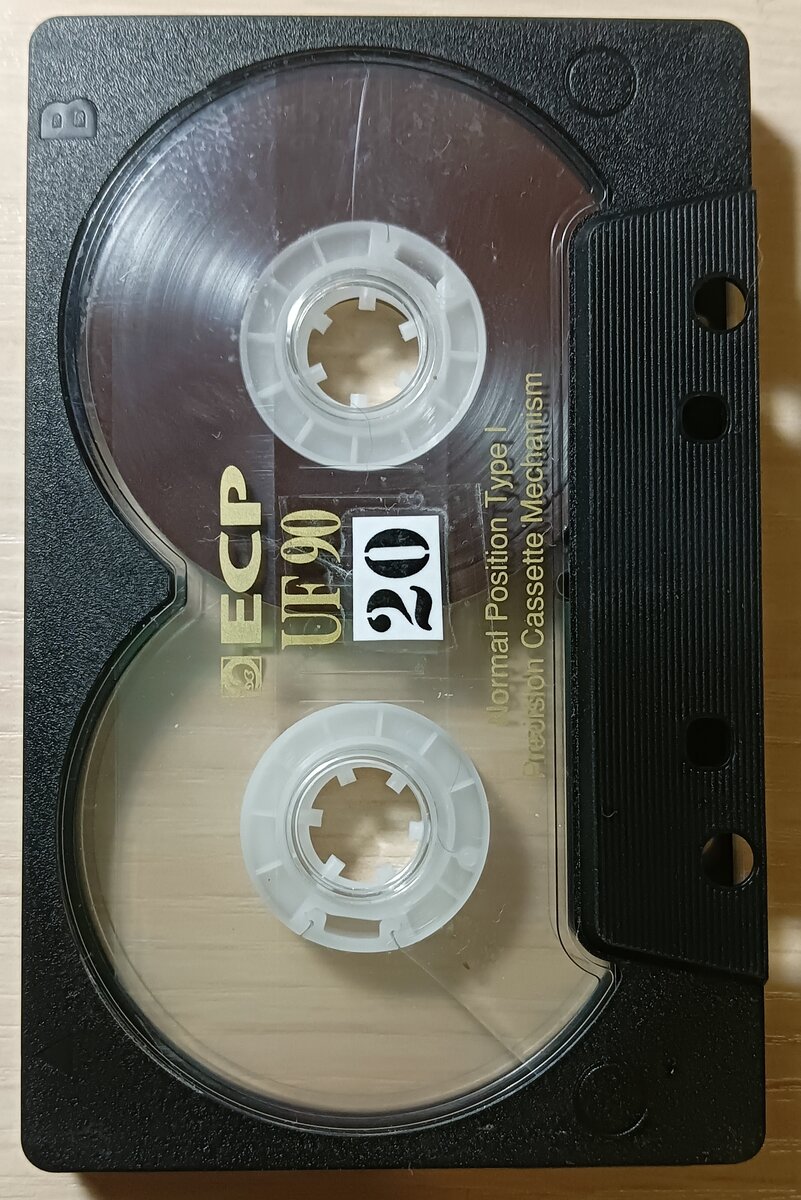 B
ECP
UF 90
20
Normal Position Type I
Precision Cassette Mechanism